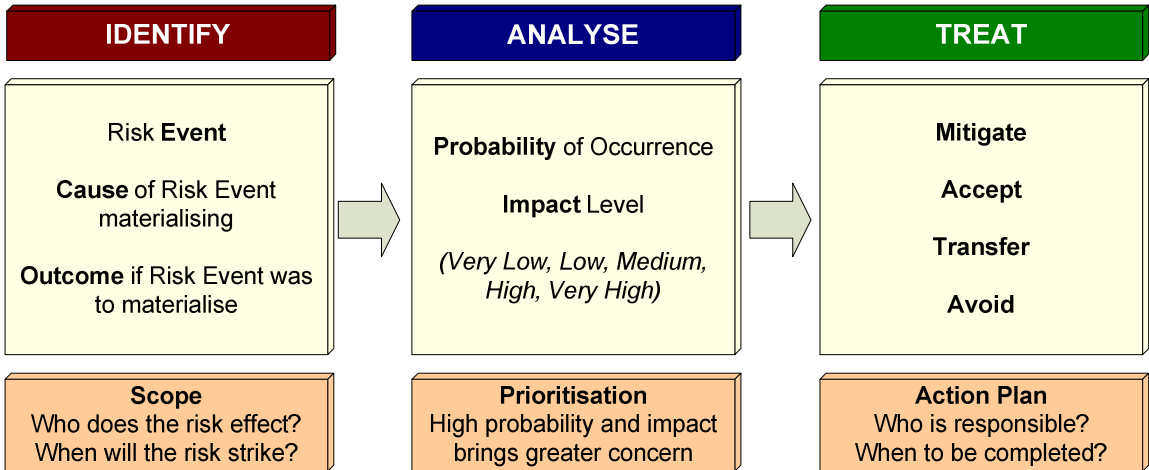 IDENTIFY
Risk Event
Cause of Risk Event
materialising
Outcome if Risk Event was
to materialise
Scope
Who does the risk effect?
When will the risk strike?
ANALYSE
Probability of Occurrence
Impact Level
(Very Low, Low, Medium,
High, Very High)
Prioritisation
High probability and impact
brings greater concern
TREAT
Mitigate
Accept
Transfer
Avoid
Action Plan
Who is responsible?
When to be completed?